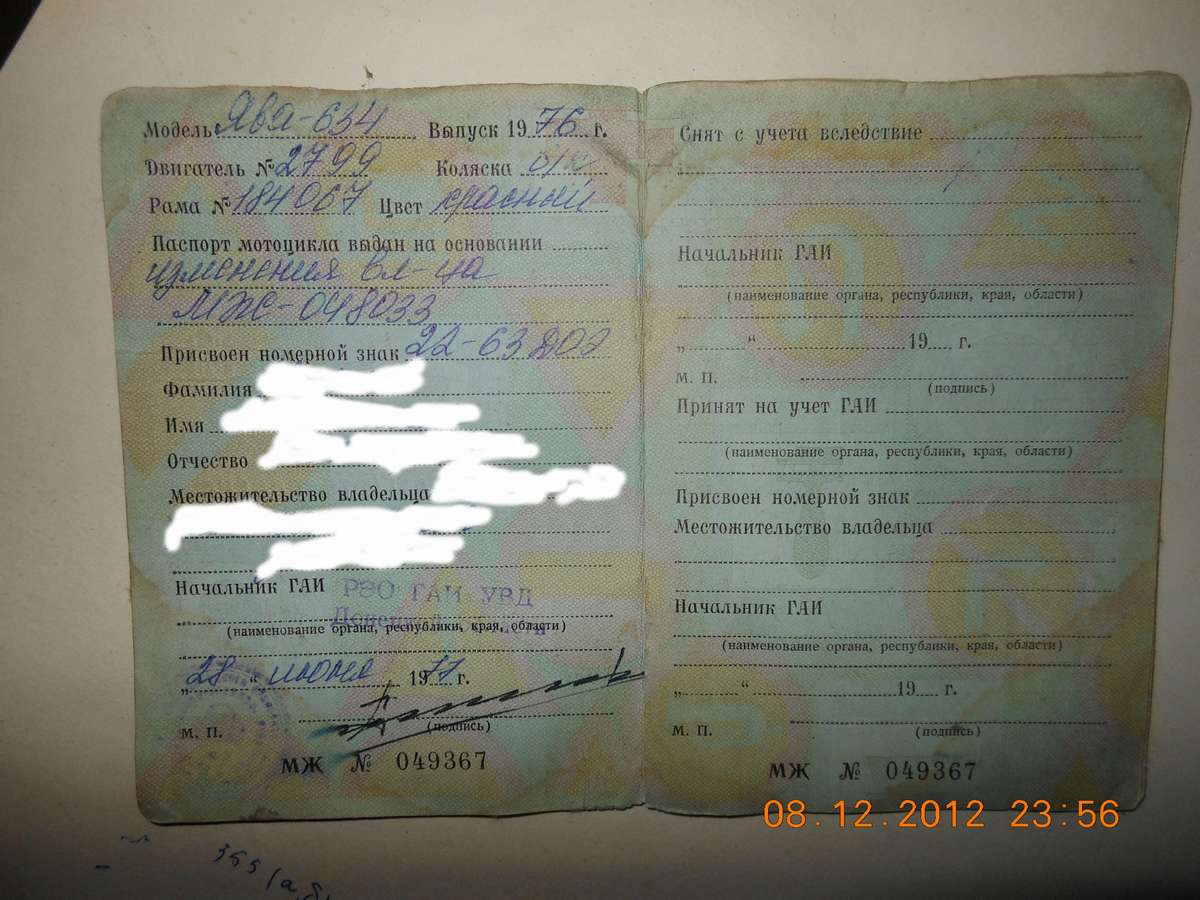 Модель Ява-634 Выпуск 1976 г.
Двигатель № 2799 Коляска б/к
Рама № 184067 Цвет красный
Паспорт мотоцикла выдан на основании
изменения вл-ца
МЖС-048033
Присвоен номерной знак 22-63
Фамилия
Имя
Отчество
Местожительство владельца
Начальник ГАИ РЭО ГАИ УВД
(наименование органа, республики, края, области)
„28“ июня 1977 г.
М. П. (подпись)
МЖ № 049367
Снят с учета вследствие
Начальник ГАИ
(наименование органа, республики, края, области)
„ “ 19 г.
М. П.
(подпись)
Принят на учет ГАИ
(наименование органа, республики, края, области)
Присвоен номерной знак
Местожительство владельца
Начальник ГАИ
(наименование органа, республики, края, области)
„ “ 19 г.
М. П. (подпись)
МЖ № 049367
08.12.2012 23:56